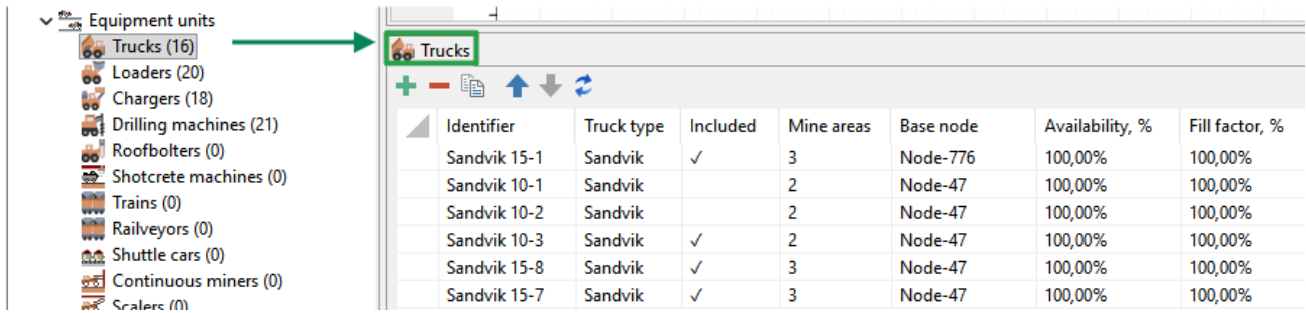 Equipment units
Trucks (16)
Loaders (20)
Chargers (18)
Drilling machines (21)
Roofbolters (0)
Shotcrete machines (0)
Trains (0)
Railveyors (0)
Shuttle cars (0)
Continuous miners (0)
Scalers (0)
Trucks
Identifier Truck type Included Mine areas Base node Availability, % Fill factor, %
Sandvik 15-1 Sandvik ✓ 3 Node-776 100,00% 100,00%
Sandvik 10-1 Sandvik 2 Node-47 100,00% 100,00%
Sandvik 10-2 Sandvik 2 Node-47 100,00% 100,00%
Sandvik 10-3 Sandvik ✓ 2 Node-47 100,00% 100,00%
Sandvik 15-8 Sandvik ✓ 3 Node-47 100,00% 100,00%
Sandvik 15-7 Sandvik ✓ 3 Node-47 100,00% 100,00%